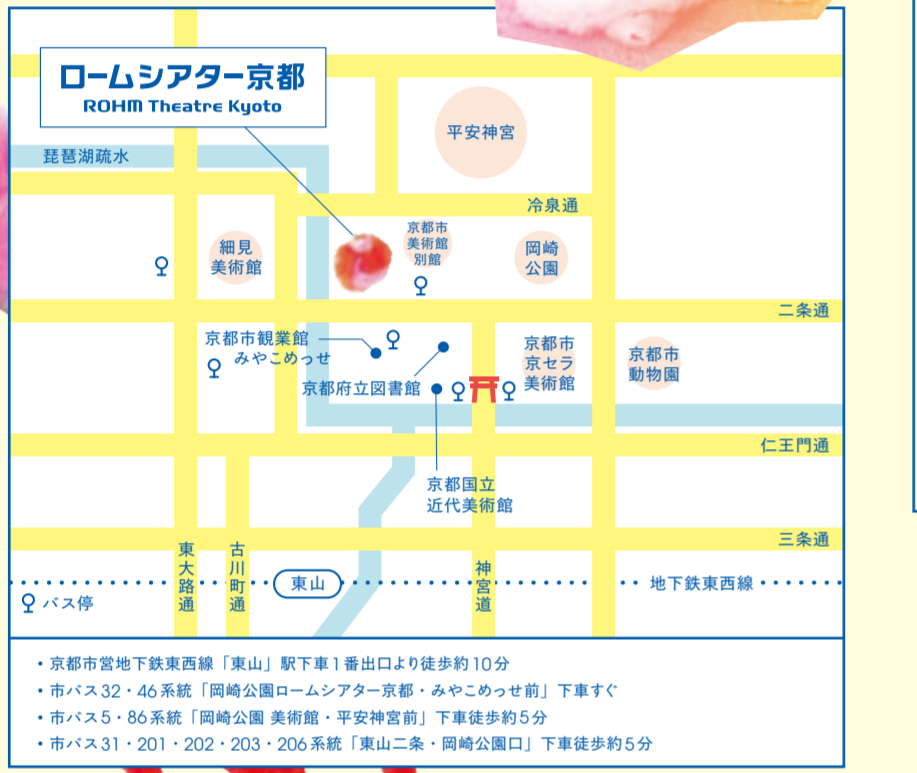 ロームシアター京都
ROHM Theatre Kyoto
平安神宮
琵琶湖疏水
冷泉通
細見
美術館
京都市
美術館
別館
岡崎
公園
二条通
京都市観業館
みやこめっせ
京都府立図書館
京都市
京セラ
美術館
京都市
動物園
仁王門通
京都国立
近代美術館
三条通
東大路通
古川町通
東山
神宮道
地下鉄東西線
バス停
・京都市営地下鉄東西線「東山」駅下車1番出口より徒歩約10分
・市バス32・46系統「岡崎公園ロームシアター京都・みやこめっせ前」下車すぐ
・市バス5・86系統「岡崎公園 美術館・平安神宮前」下車徒歩約5分
・市バス31・201・202・203・206系統「東山二条・岡崎公園口」下車徒歩約5分